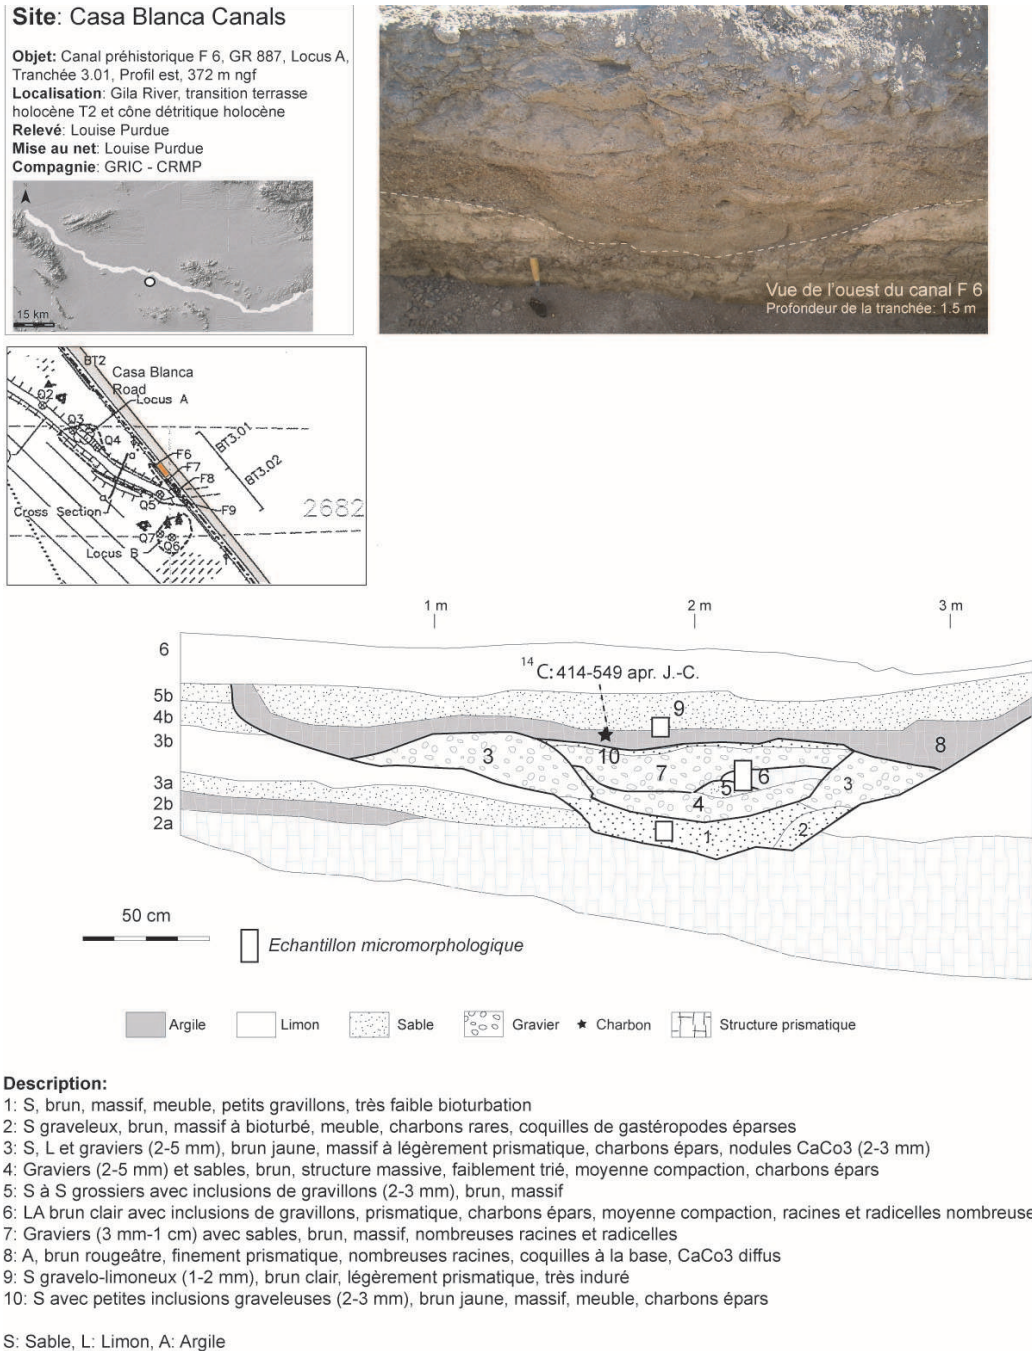 Site: Casa Blanca Canals
Objet: Canal préhistorique F 6, GR 887, Locus A,
Tranchée 3.01, Profil est, 372 m ngf
Localisation: Gila River, transition terrasse
holocène T2 et cône détritique holocène
Relevé: Louise Purdue
Mise au net: Louise Purdue
Compagnie: GRIC - CRMP
15 km
Vue de l'ouest du canal F 6
Profondeur de la tranchée: 1.5 m
BT2
Casa Blanca
Road
Locus A
Q2
Q3
Q4
BT3.01
F6
F7
F8
BT3.02
Q5
F9
Cross Section
2682
Q7
Q6
Locus B
1 m
2 m
3 m
6
14 C: 414-549 apr. J.-C.
5b
9
4b
3b
3
10
8
7
6
3a
5
3
2b
4
2a
1
2
50 cm
Echantillon micromorphologique
Argile
Limon
Sable
Gravier
Charbon
Structure prismatique
Description:
1: S, brun, massif, meuble, petits gravillons, très faible bioturbation
2: S graveleux, brun, massif à bioturbé, meuble, charbons rares, coquilles de gastéropodes éparses
3: S, L et graviers (2-5 mm), brun jaune, massif à légèrement prismatique, charbons épars, nodules CaCo3 (2-3 mm)
4: Graviers (2-5 mm) et sables, brun, structure massive, faiblement trié, moyenne compaction, charbons épars
5: S à S grossiers avec inclusions de gravillons (2-3 mm), brun, massif
6: LA brun clair avec inclusions de gravillons, prismatique, charbons épars, moyenne compaction, racines et radicelles nombreuse
7: Graviers (3 mm-1 cm) avec sables, brun, massif, nombreuses racines et radicelles
8: A, brun rougeâtre, finement prismatique, nombreuses racines, coquilles à la base, CaCo3 diffus
9: S gravelo-limoneux (1-2 mm), brun clair, légèrement prismatique, très induré
10: S avec petites inclusions graveleuses (2-3 mm), brun jaune, massif, meuble, charbons épars
S: Sable, L: Limon, A: Argile